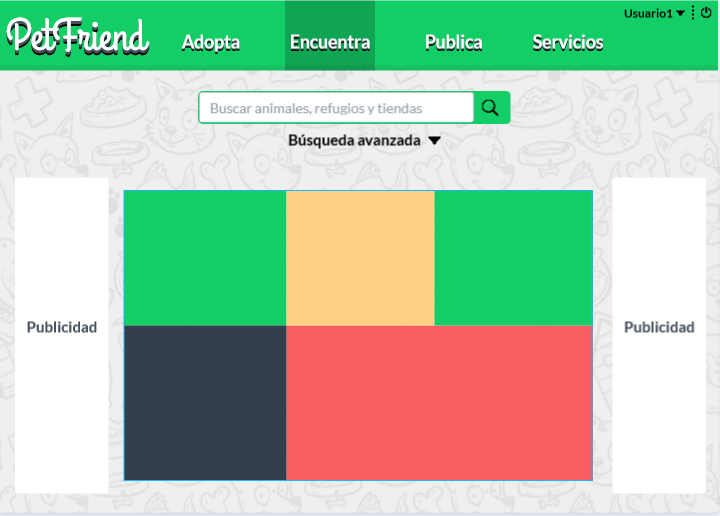 Usuario1
PetFriend
Adopta
Encuentra
Publica
Servicios
Buscar animales, refugios y tiendas
Búsqueda avanzada
Publicidad
Publicidad